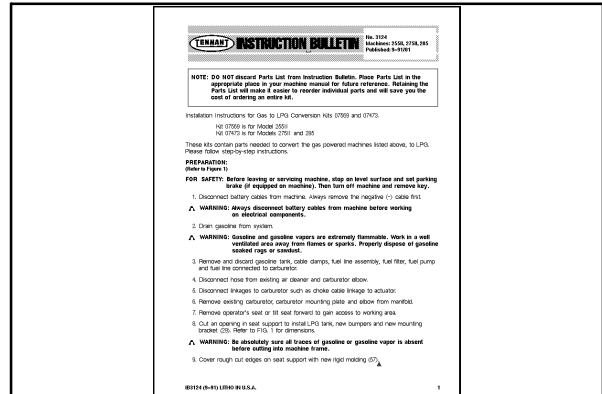 TENNANT INSTRUCTION BULLETIN
No. 3124
Machines: 255II, 275II, 285
Published: 9-91/01
NOTE: DO NOT discard Parts List from Instruction Bulletin. Place Parts List in the
appropriate place in your machine manual for future reference. Retaining the
Parts List will make it easier to reorder individual parts and will save you the
cost of ordering an entire kit.
Installation Instructions for Gas to LPG Conversion Kits 07569 and 07473.
Kit 07569 is for Model 255II
Kit 07473 is for Models 275II and 285
These kits contain parts needed to convert the gas powered machines listed above, to LPG.
Please follow step-by-step instructions.
PREPARATION:
(Refer to Figure 1)
FOR SAFETY: Before leaving or servicing machine, stop on level surface and set parking
brake (if equipped on machine). Then turn off machine and remove key.
1. Disconnect battery cables from machine. Always remove the negative (-) cable first.
WARNING: Always disconnect battery cables from machine before working
on electrical components.
2. Drain gasoline from system.
WARNING: Gasoline and gasoline vapors are extremely flammable. Work in a well
ventilated area away from flames or sparks. Properly dispose of gasoline
soaked rags or sawdust.
3. Remove and discard gasoline tank, cable clamps, fuel line assembly, fuel filter, fuel pump
and fuel line connected to carburetor.
4. Disconnect hose from existing air cleaner and carburetor elbow.
5. Disconnect linkages to carburetor such as choke cable linkage to actuator.
6. Remove existing carburetor, carburetor mounting plate and elbow from manifold.
7. Remove operator's seat or tilt seat forward to gain access to working area.
8. Cut an opening in seat support to install LPG tank, new bumpers and new mounting
bracket (29). Refer to FIG. 1 for dimensions.
WARNING: Be absolutely sure all traces of gasoline or gasoline vapor is absent
before cutting into machine frame.
9. Cover rough cut edges on seat support with new rigid molding (57).
IB3124 (9-91) LITHO IN U.S.A. 1